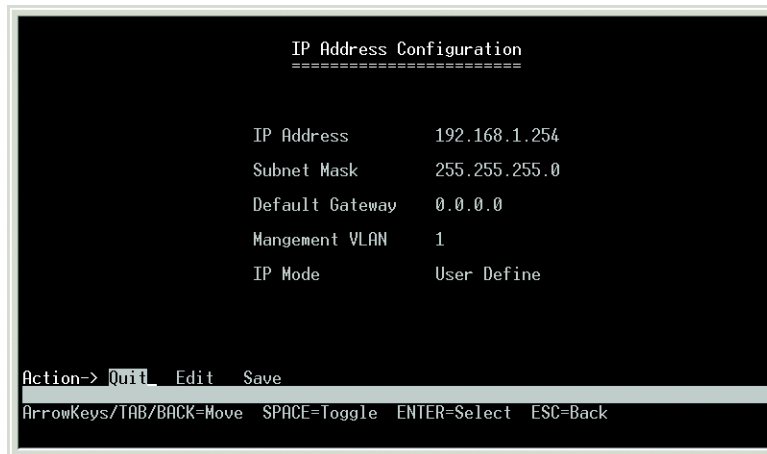 IP Address Configuration
========================
IP Address 192.168.1.254
Subnet Mask 255.255.255.0
Default Gateway 0.0.0.0
Mangement VLAN 1
IP Mode User Define
Action-> Quit_ Edit Save
ArrowKeys/TAB/BACK=Move SPACE=Toggle ENTER=Select ESC=Back